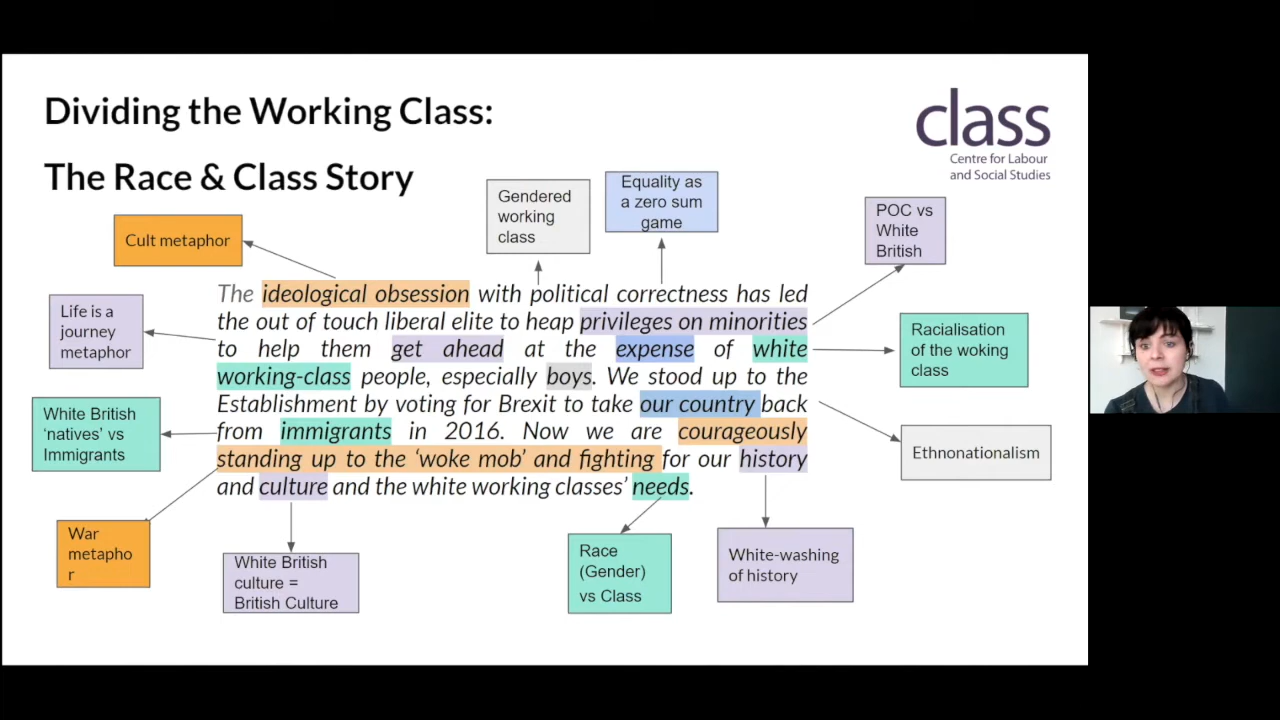 Dividing the Working Class:
The Race & Class Story
class
Centre for Labour
and Social Studies
Cult metaphor
Gendered
working
class
Equality as
a zero sum
game
POC vs
White
British
Life is a
journey
metaphor
The ideological obsession with political correctness has led
the out of touch liberal elite to heap privileges on minorities
to help them get ahead at the expense of white
working-class people, especially boys. We stood up to the
Establishment by voting for Brexit to take our country back
from immigrants in 2016. Now we are courageously
standing up to the ‘woke mob’ and fighting for our history
and culture and the white working classes’ needs.
Racialisation
of the woking
class
White British
‘natives’ vs
Immigrants
Ethnonationalism
War
metapho
r
White British
culture =
British Culture
Race
(Gender)
vs Class
White-washing
of history